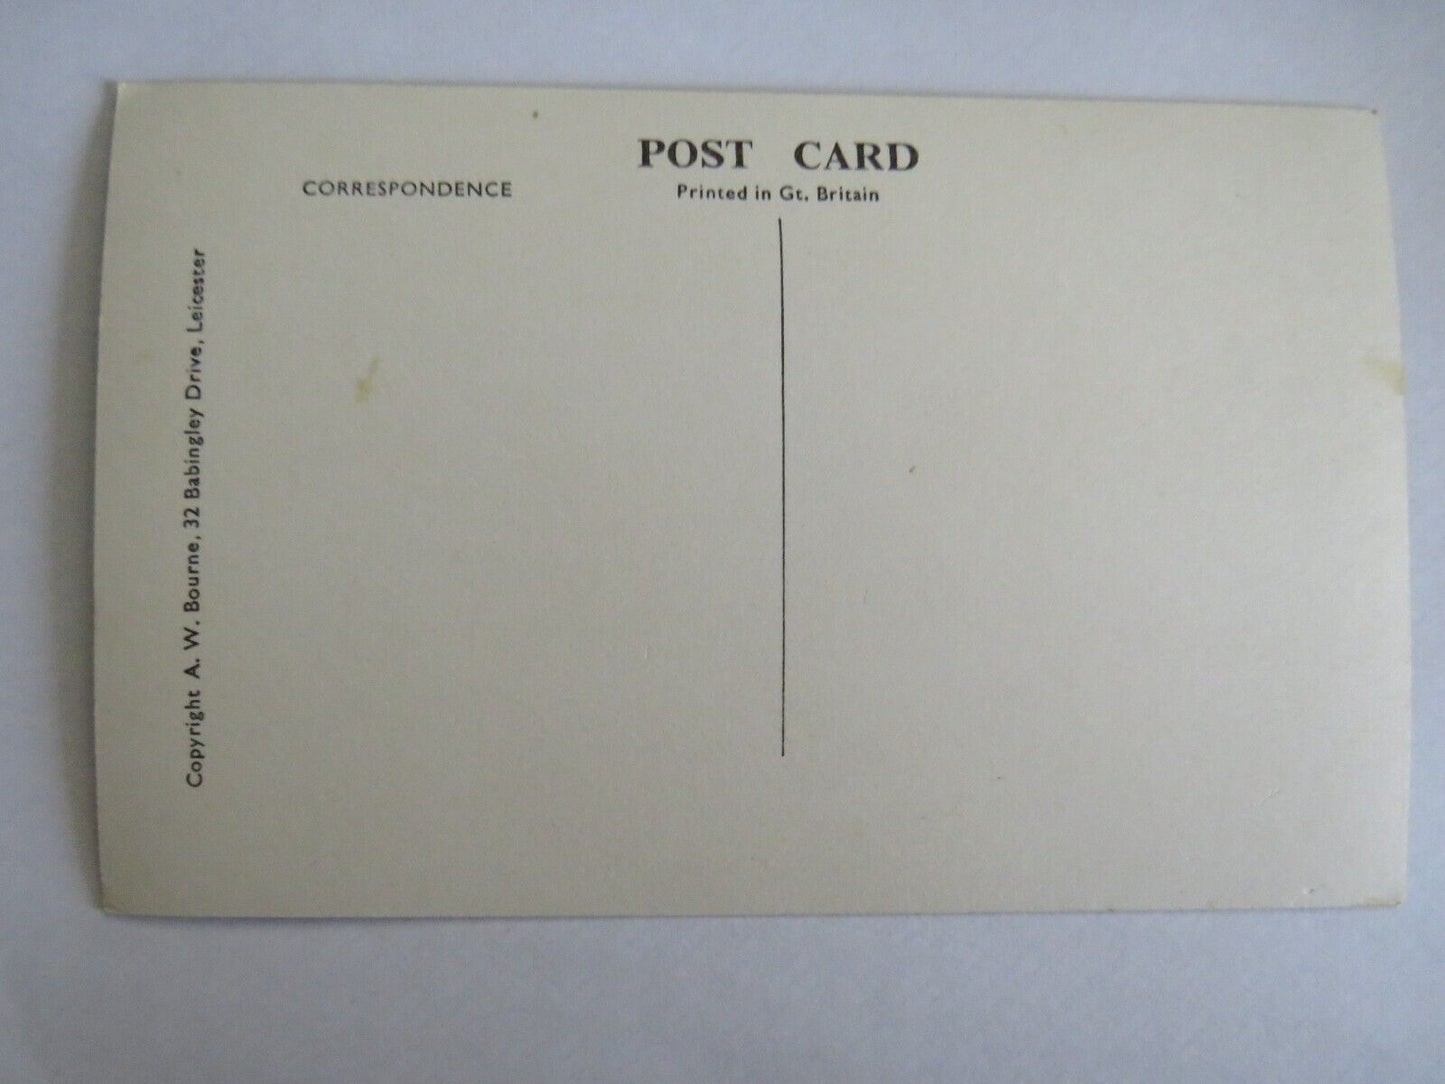 POST CARD
Printed in Gt. Britain
CORRESPONDENCE
Copyright A. W. Bourne, 32 Babingley Drive, Leicester